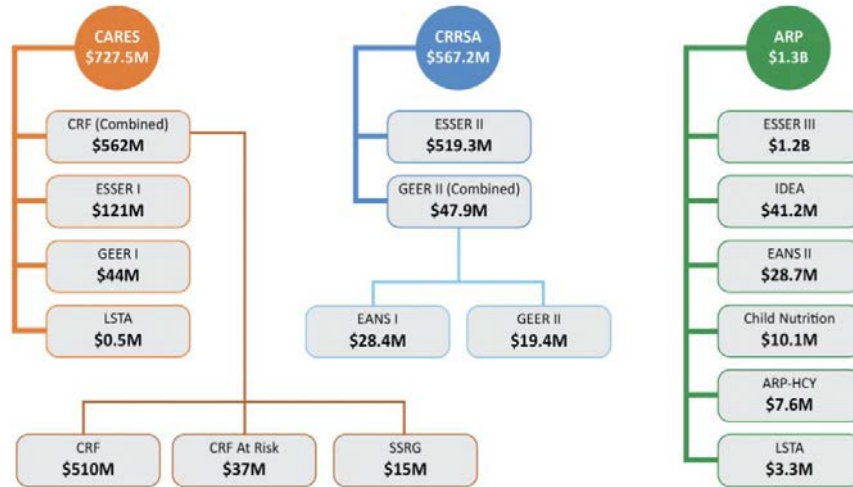 CARES
$727.5M
CRF (Combined)
$562M
ESSER I
$121M
GEER I
$44M
LSTA
$0.5M
CRF
$510M
CRF At Risk
$37M
SSRG
$15M
CRRSA
$567.2M
ESSER II
$519.3M
GEER II (Combined)
$47.9M
EANS I
$28.4M
GEER II
$19.4M
ARP
$1.3B
ESSER III
$1.2B
IDEA
$41.2M
EANS II
$28.7M
Child Nutrition
$10.1M
ARP-HCY
$7.6M
LSTA
$3.3M